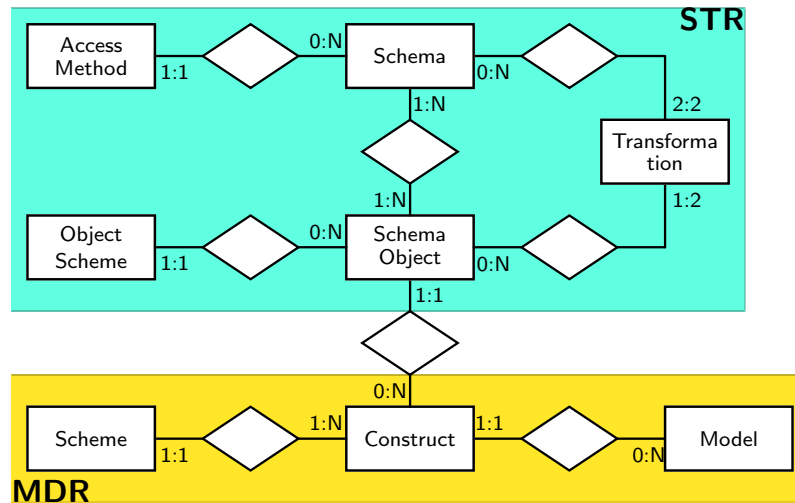 STR
Access
Method
1:1
0:N
Schema
0:N
1:N
2:2
Transforma
tion
1:2
1:N
Object
Scheme
1:1
0:N
Schema
Object
0:N
1:1
0:N
Scheme
1:1
1:N
Construct
1:1
0:N
Model
MDR